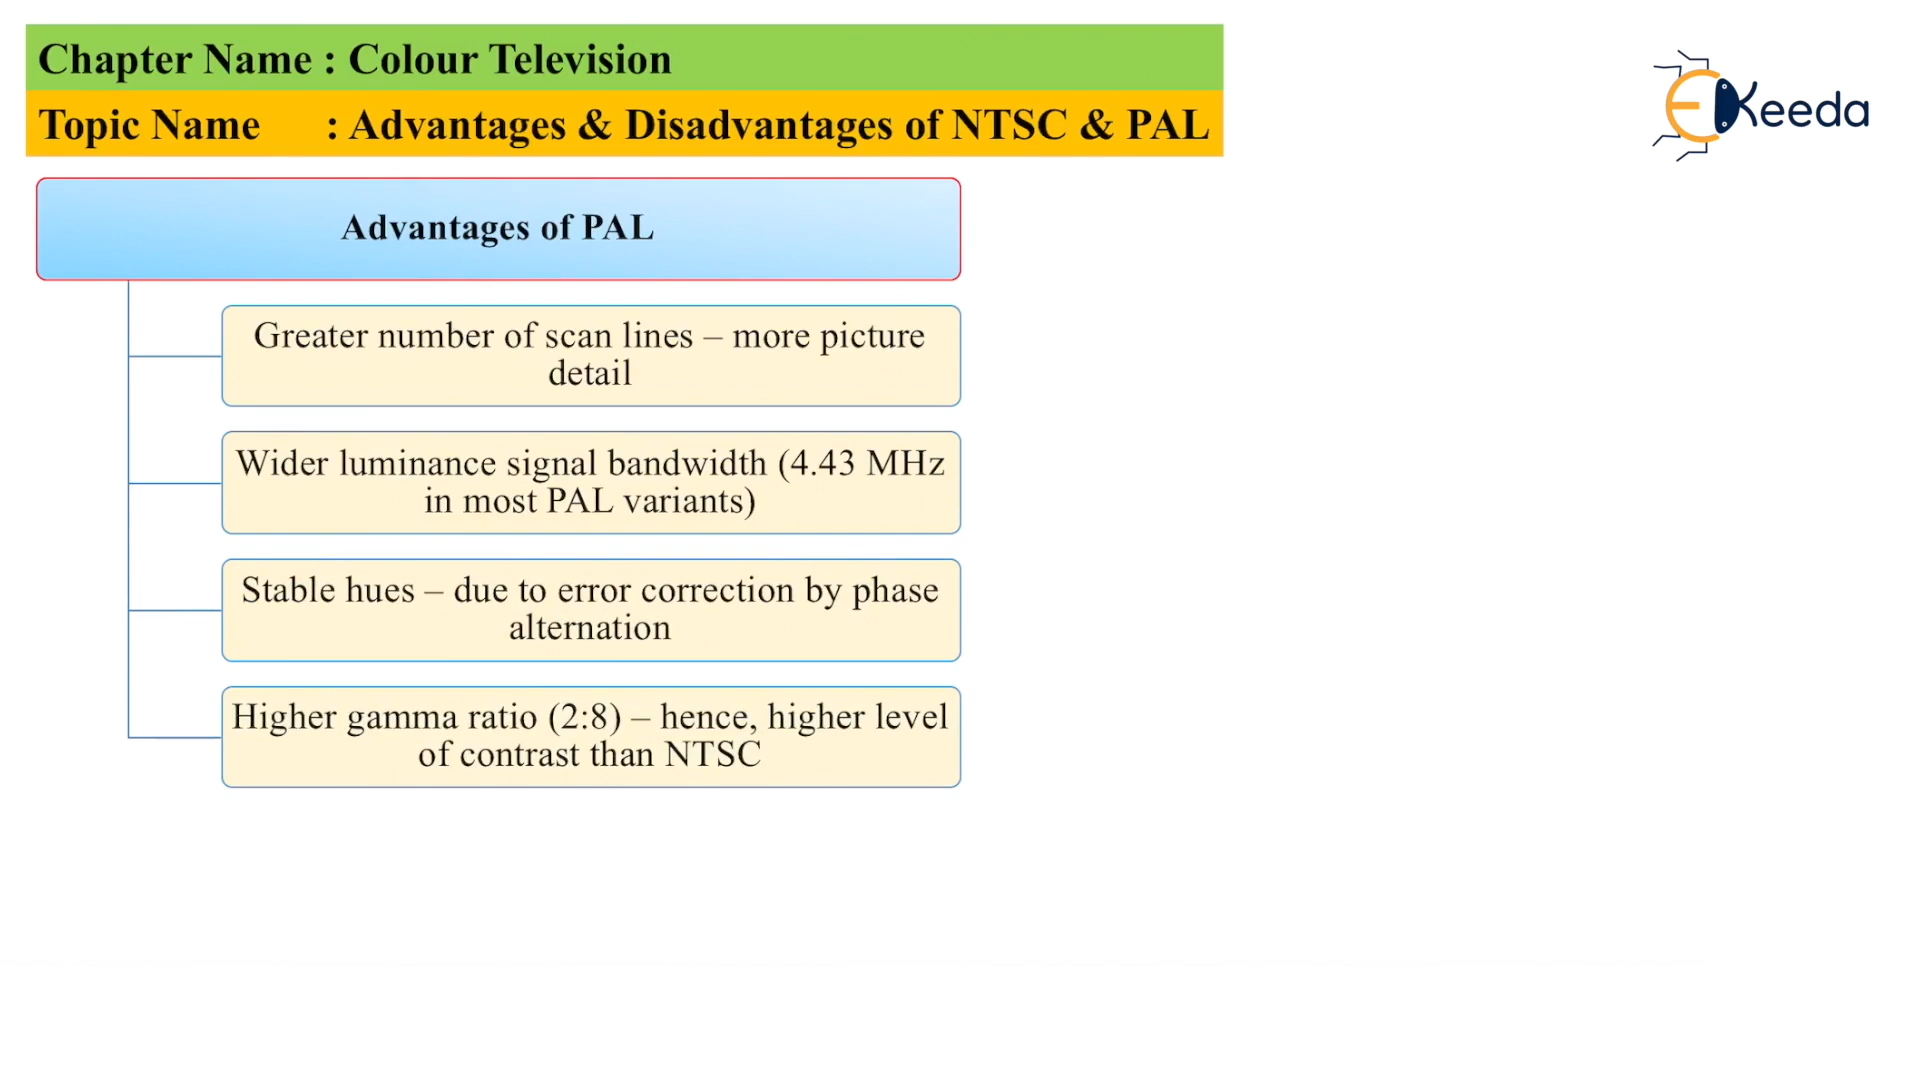 Chapter Name : Colour Television
Topic Name : Advantages & Disadvantages of NTSC & PAL
EKeeda
Advantages of PAL
Greater number of scan lines – more picture
detail
Wider luminance signal bandwidth (4.43 MHz
in most PAL variants)
Stable hues – due to error correction by phase
alternation
Higher gamma ratio (2:8) – hence, higher level
of contrast than NTSC